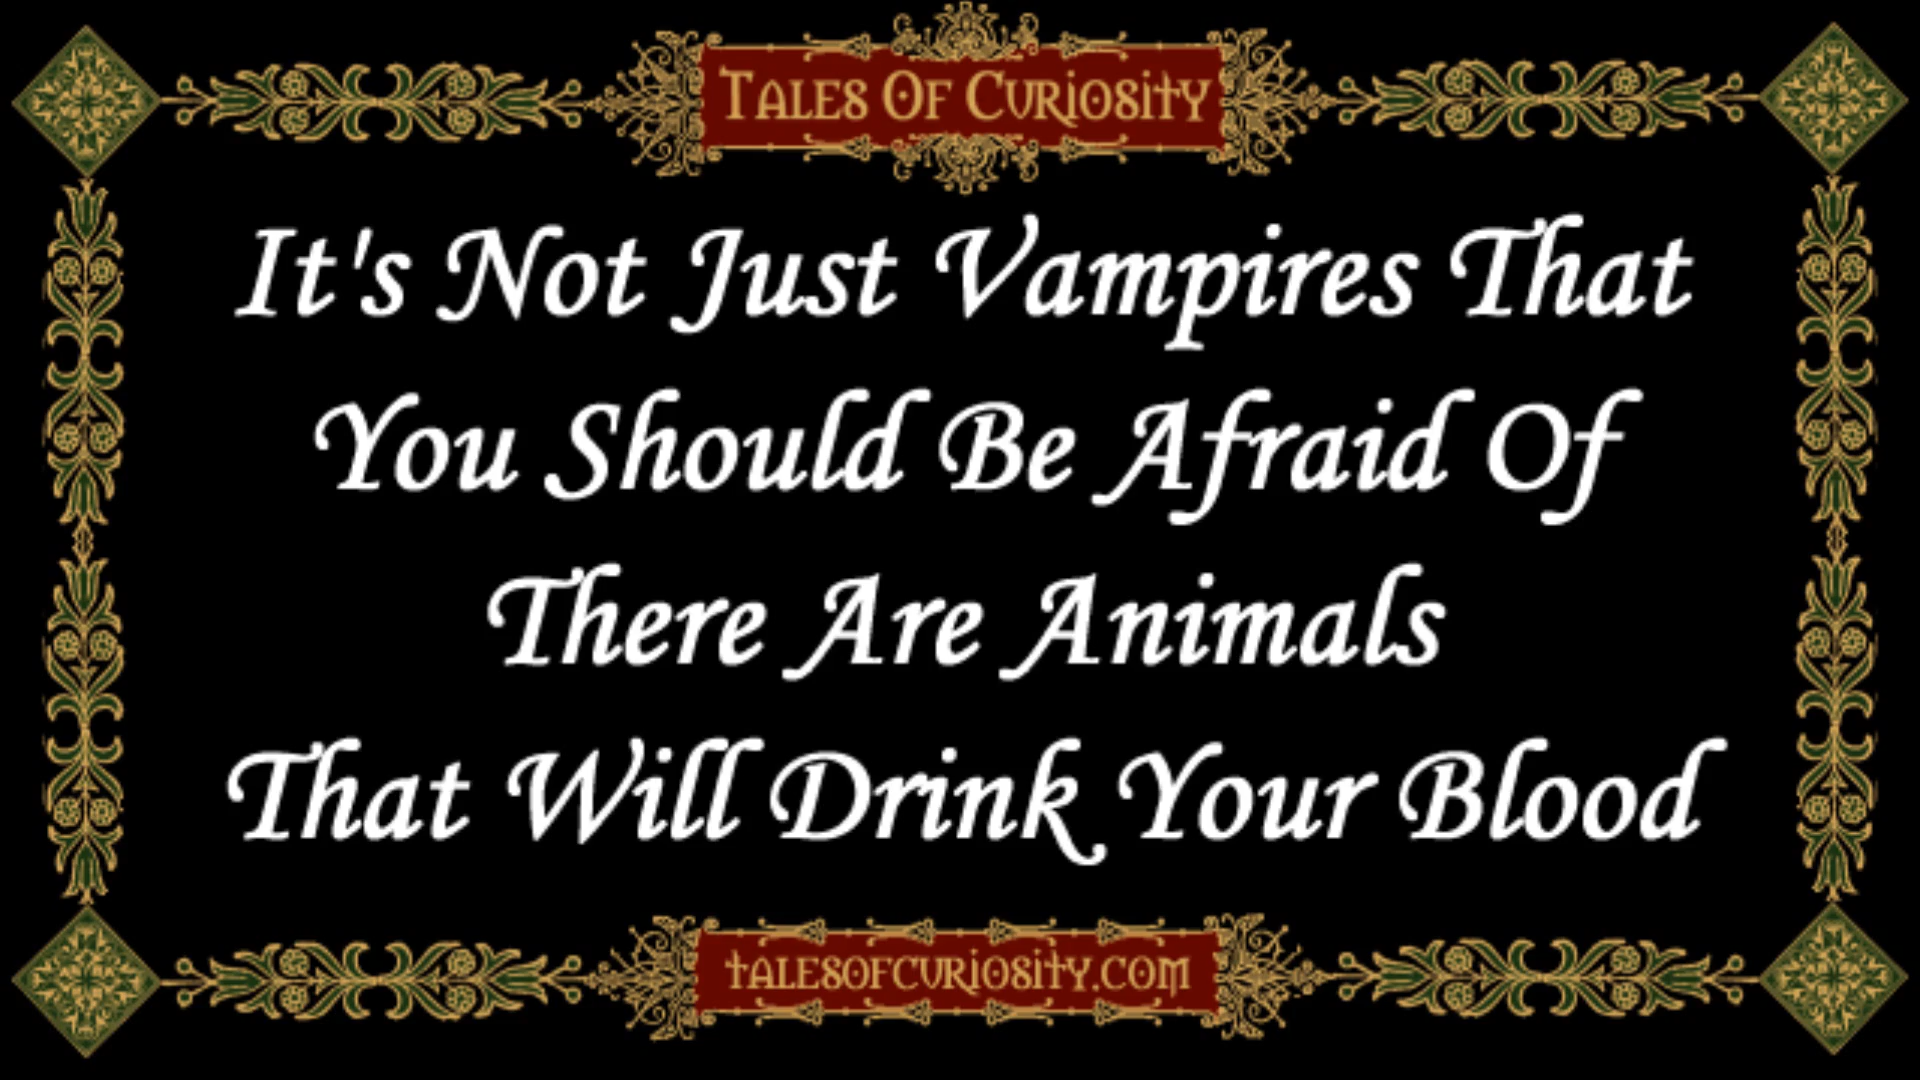 Tales Of Curiosity
It's Not Just Vampires That
You Should Be Afraid Of
There Are Animals
That Will Drink Your Blood
talesofcuriosity.com